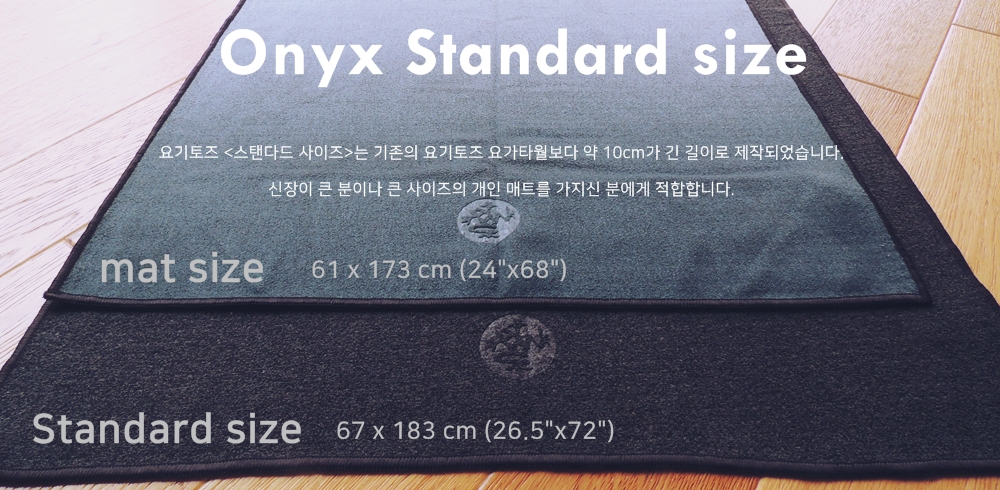 Onyx Standard size
요기토즈 <스탠다드 사이즈>는 기존의 요기토즈 요가타월보다 약 10cm가 긴 길이로 제작되었습니다.
신장이 큰 분이나 큰 사이즈의 개인 매트를 가지신 분에게 적합합니다.
mat size 61 x 173 cm (24"x68")
Standard size 67 x 183 cm (26.5"x72")